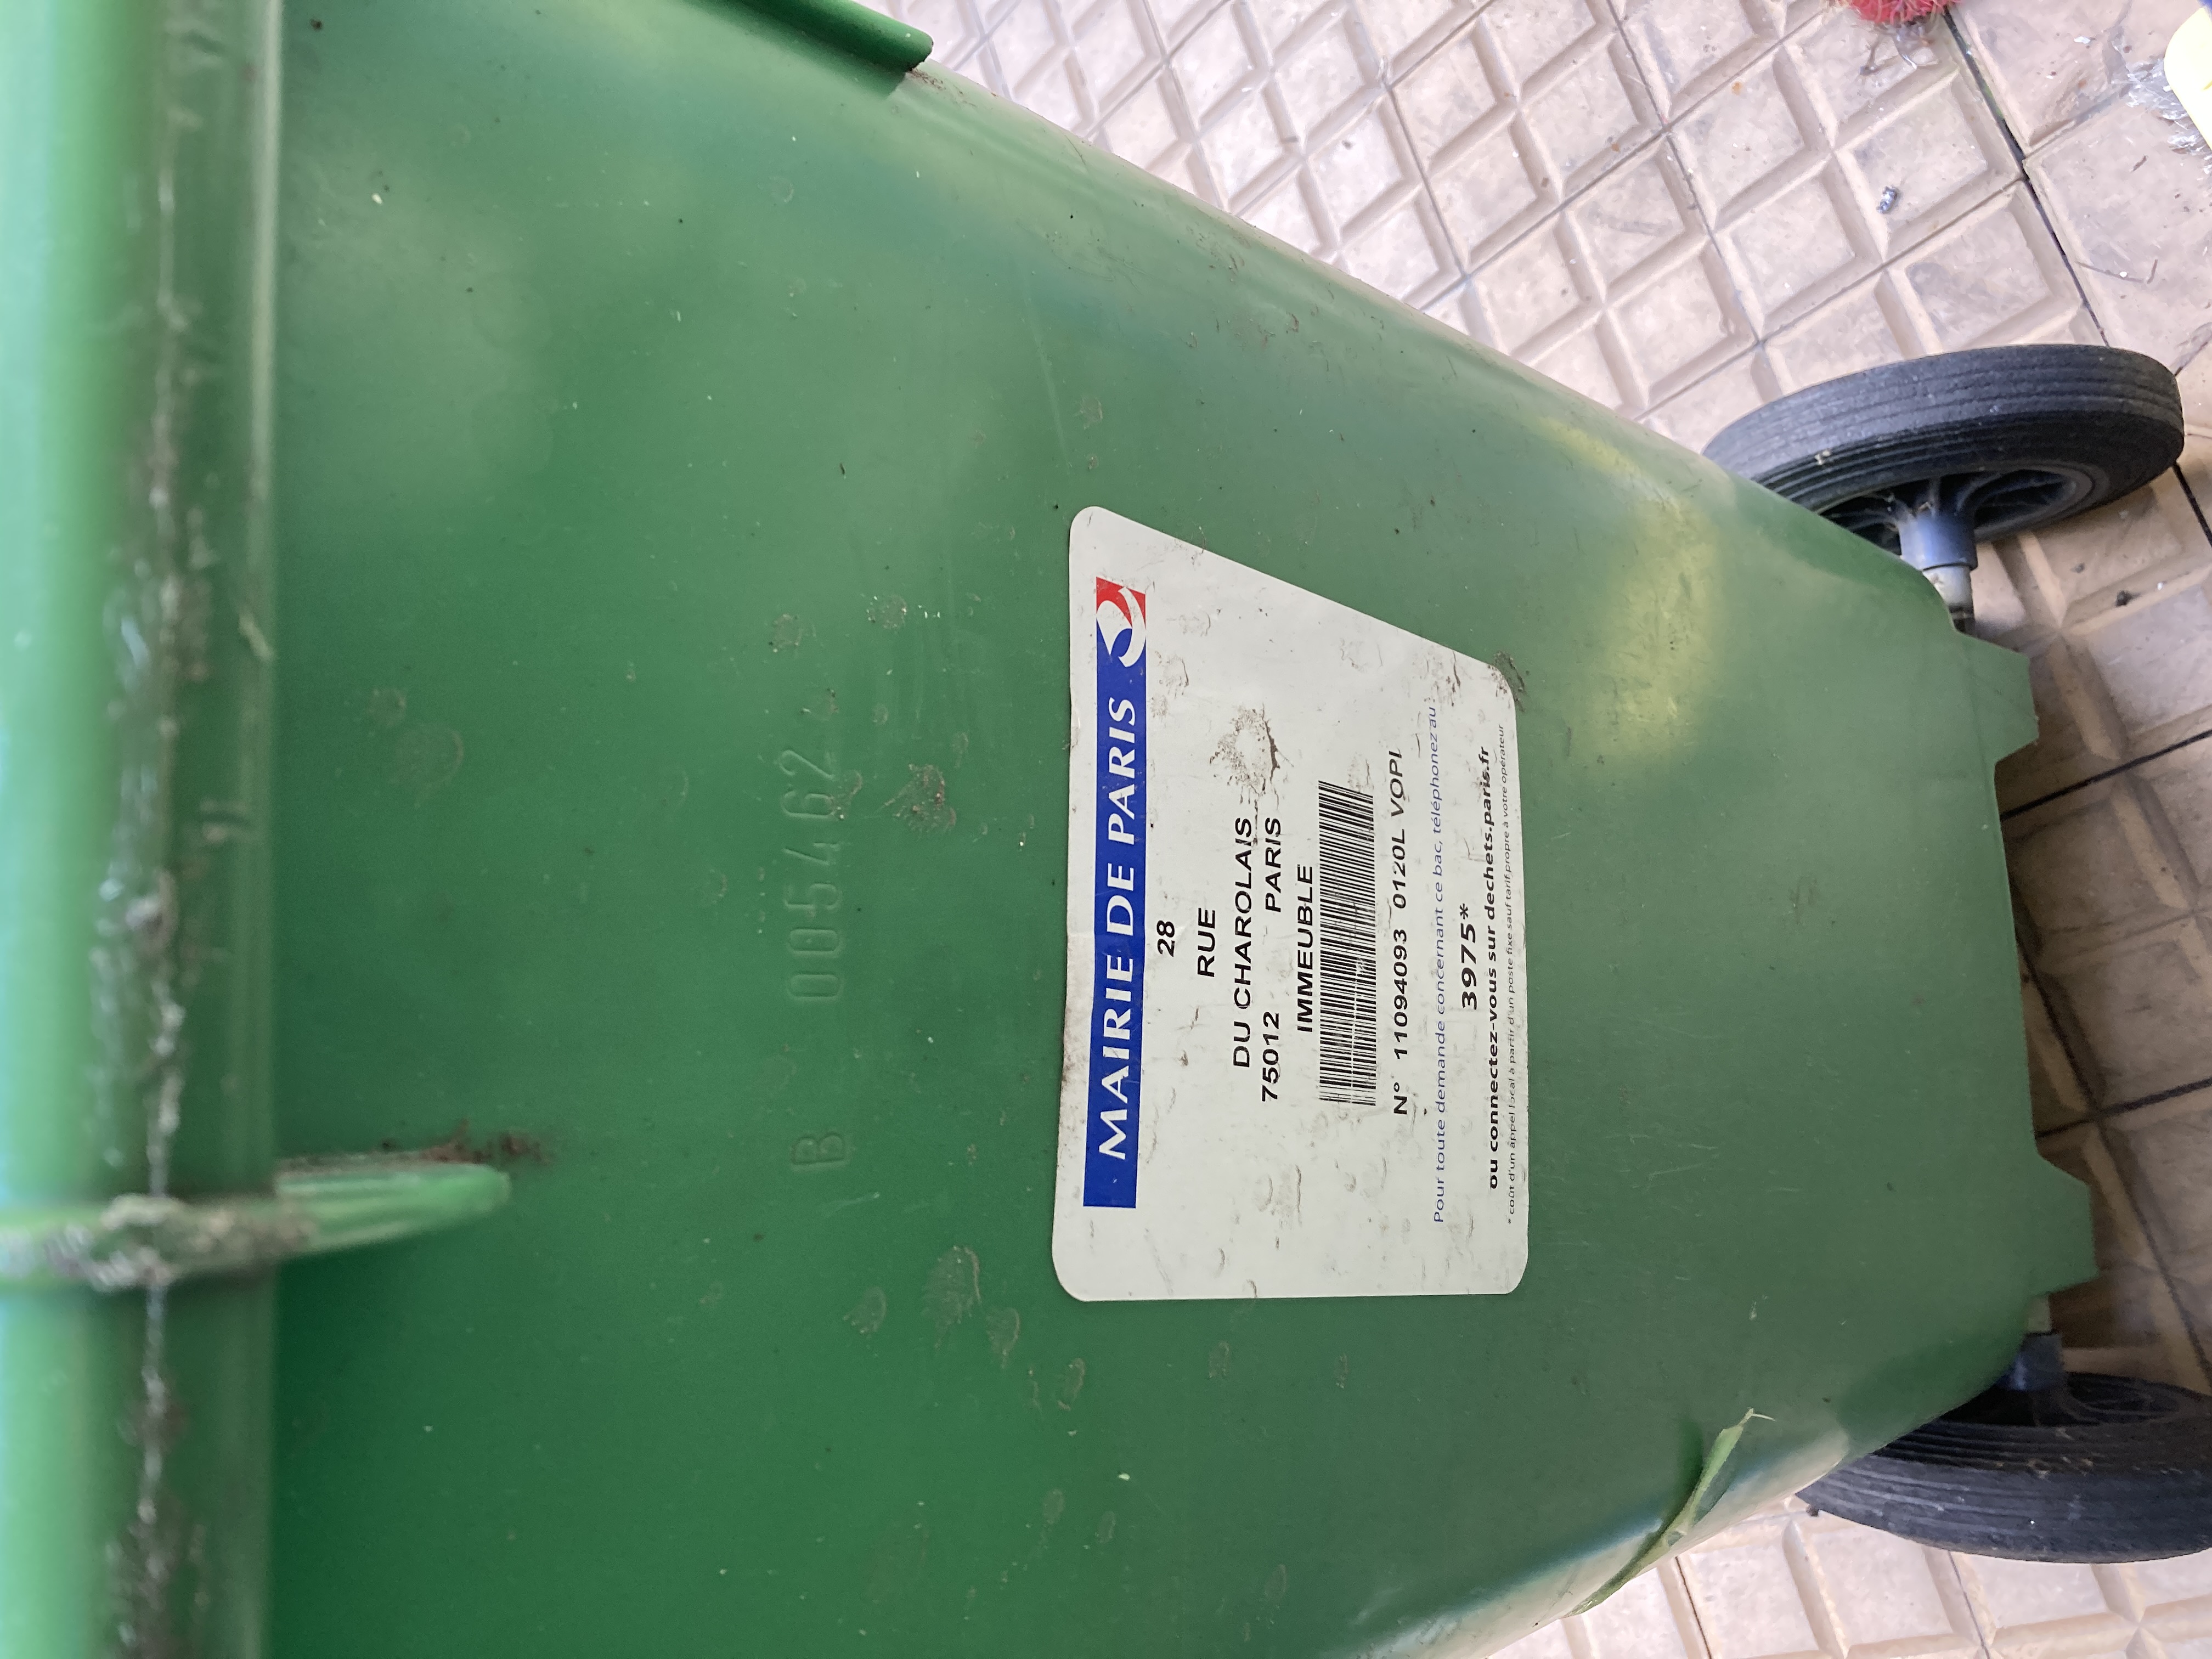 B 005462
MAIRIE DE PARIS
28
RUE
DU CHAROLAIS
75012 PARIS
IMMEUBLE
N° 11094093 0120L VOPI
Pour toute demande concernant ce bac, téléphonez au
3975*
ou connectez-vous sur dechets.paris.fr
* coût d'un appel local à partir d'un poste fixe sauf tarif propre à votre opérateur